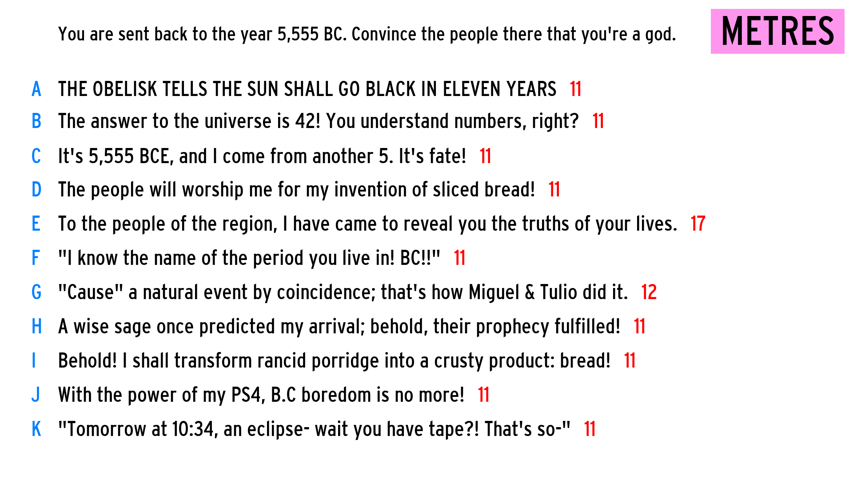 You are sent back to the year 5,555 BC. Convince the people there that you're a god.
METRES
A THE OBELISK TELLS THE SUN SHALL GO BLACK IN ELEVEN YEARS 11
B The answer to the universe is 42! You understand numbers, right? 11
C It's 5,555 BCE, and I come from another 5. It's fate! 11
D The people will worship me for my invention of sliced bread! 11
E To the people of the region, I have came to reveal you the truths of your lives. 17
F "I know the name of the period you live in! BC!!" 11
G "Cause" a natural event by coincidence; that's how Miguel & Tulio did it. 12
H A wise sage once predicted my arrival; behold, their prophecy fulfilled! 11
I Behold! I shall transform rancid porridge into a crusty product: bread! 11
J With the power of my PS4, B.C boredom is no more! 11
K "Tomorrow at 10:34, an eclipse- wait you have tape?! That's so-" 11